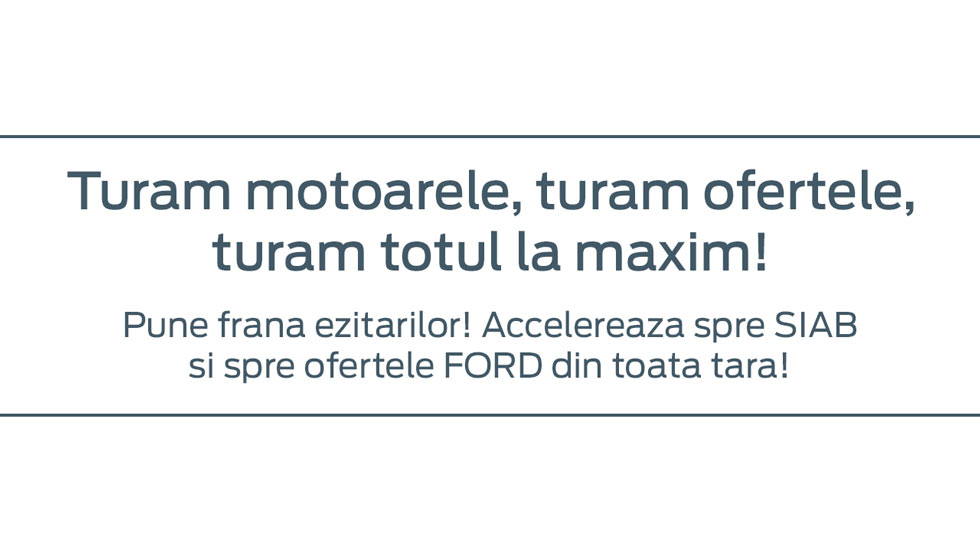 Turam motoarele, turam ofertele,
turam totul la maxim!
Pune frana ezitarilor! Accelereaza spre SIAB
si spre ofertele FORD din toata tara!